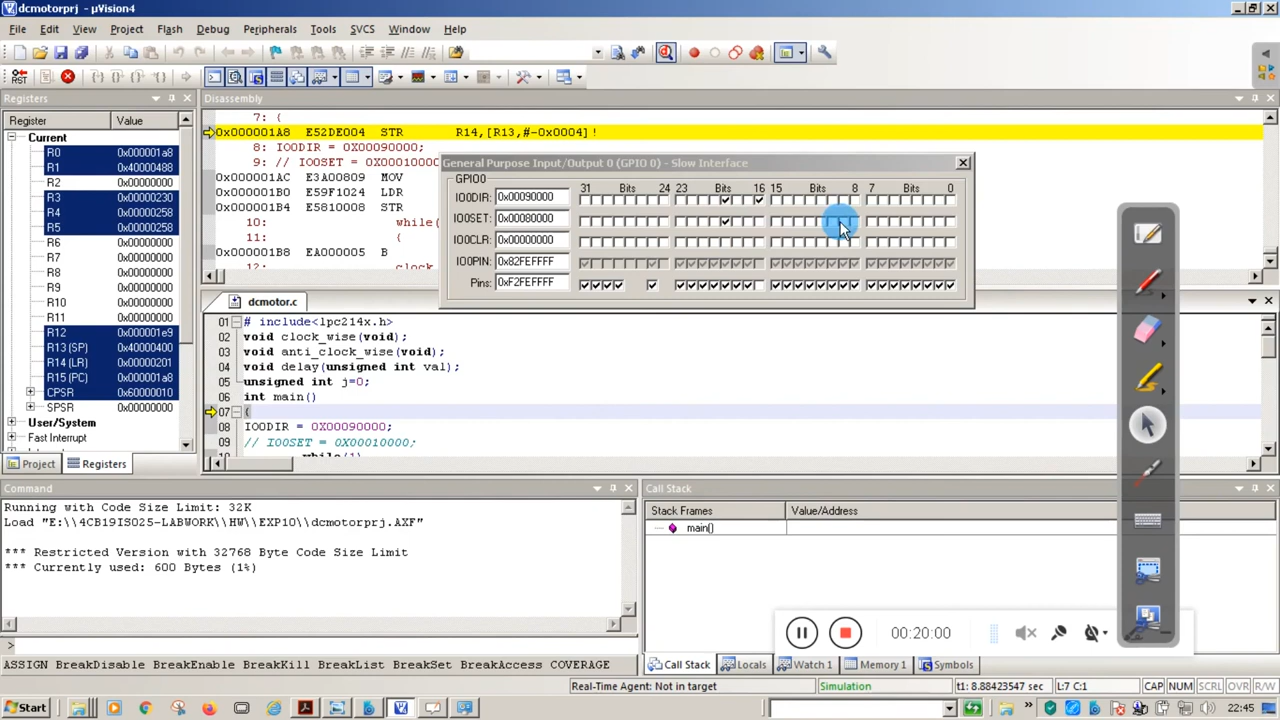 dcmotorprj - µVision4
File Edit View Project Flash Debug Peripherals Tools SVCS Window Help
RST
Registers
Register Value
Current
R0 0x000001a8
R1 0x40000488
R2 0x00000000
R3 0x00000230
R4 0x00000258
R5 0x00000258
R6 0x00000000
R7 0x00000000
R8 0x00000000
R9 0x00000000
R10 0x00000000
R11 0x00000000
R12 0x000001e9
R13 (SP) 0x40000400
R14 (LR) 0x00000201
R15 (PC) 0x000001a8
CPSR 0x60000010
SPSR 0x00000000
User/System
Fast Interrupt
Project Registers
Disassembly
7: {
0x000001A8 E52DE004 STR R14,[R13,#-0x0004]!
8: IO0DIR = 0X00090000;
9: // IO0SET = 0X00010000
0x000001AC E3A00809 MOV
0x000001B0 E59F1024 LDR
0x000001B4 E5810008 STR
10: while(
11: {
0x000001B8 EA000005 B
12: clock
General Purpose Input/Output 0 (GPIO 0) - Slow Interface
GPIO0
31 Bits 24 23 Bits 16 15 Bits 8 7 Bits 0
IO0DIR: 0x00090000
IO0SET: 0x00080000
IO0CLR: 0x00000000
IO0PIN: 0x82FEFFFF
Pins: 0xF2FEFFFF
dcmotor.c
01 # include<lpc214x.h>
02 void clock_wise(void);
03 void anti_clock_wise(void);
04 void delay(unsigned int val);
05 unsigned int j=0;
06 int main()
07 {
08 IO0DIR = 0X00090000;
09 // IO0SET = 0X00010000;
10 while(1)
Command
Running with Code Size Limit: 32K
Load "E:\\4CB19IS025-LABWORK\\HW\\EXP10\\dcmotorprj.AXF"
*** Restricted Version with 32768 Byte Code Size Limit
*** Currently used: 600 Bytes (1%)
>
ASSIGN BreakDisable BreakEnable BreakKill BreakList BreakSet BreakAccess COVERAGE
Call Stack
Stack Frames Value/Address
main()
00:20:00
Call Stack Locals Watch 1 Memory 1 Symbols
Real-Time Agent: Not in target Simulation t1: 8.88423547 sec L:7 C:1 CAP NUM SCRL OVR R/W
Start
22:45